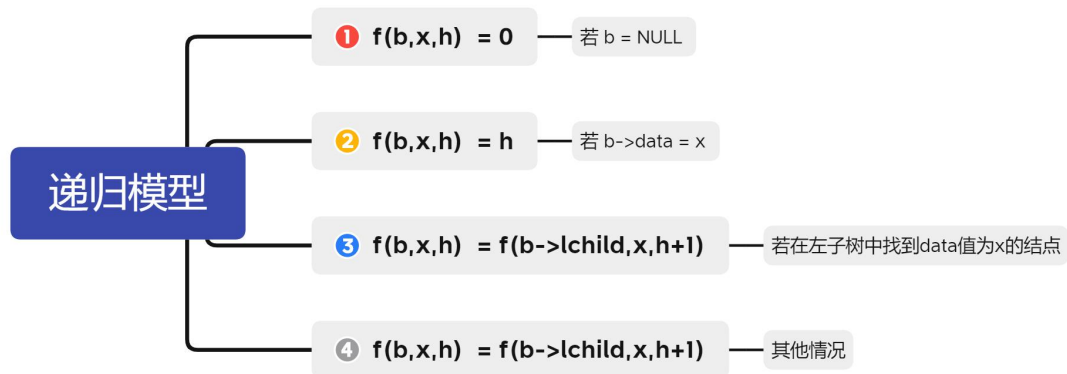 递归模型
1 f(b,x,h) = 0
若 b = NULL
2 f(b,x,h) = h
若 b->data = x
3 f(b,x,h) = f(b->lchild,x,h+1)
若在左子树中找到data值为x的结点
4 f(b,x,h) = f(b->lchild,x,h+1)
其他情况